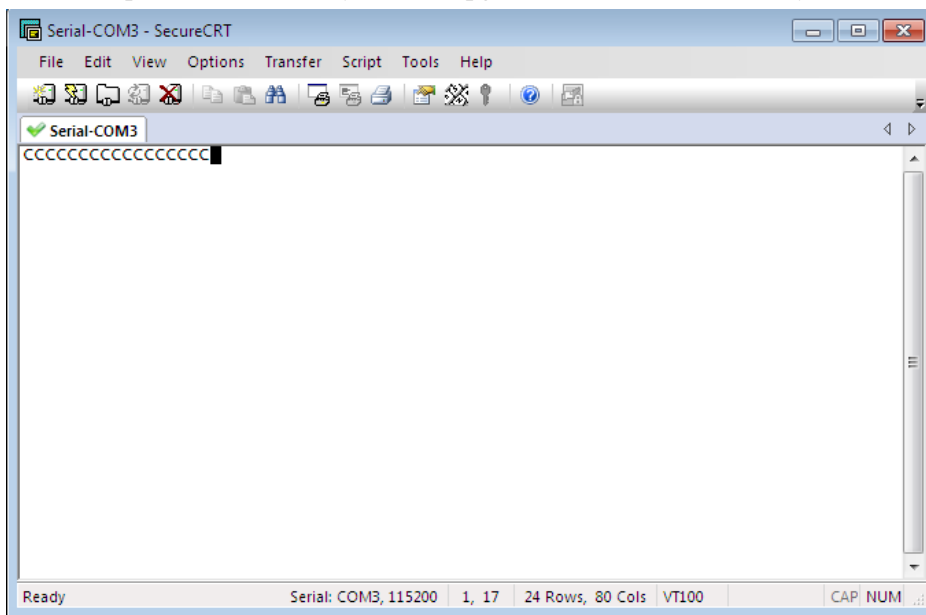 Serial-COM3 - SecureCRT
File Edit View Options Transfer Script Tools Help
Serial-COM3
CCCCCCCCCCCCCCCCC
Ready Serial: COM3, 115200 1, 17 24 Rows, 80 Cols VT100 CAP NUM